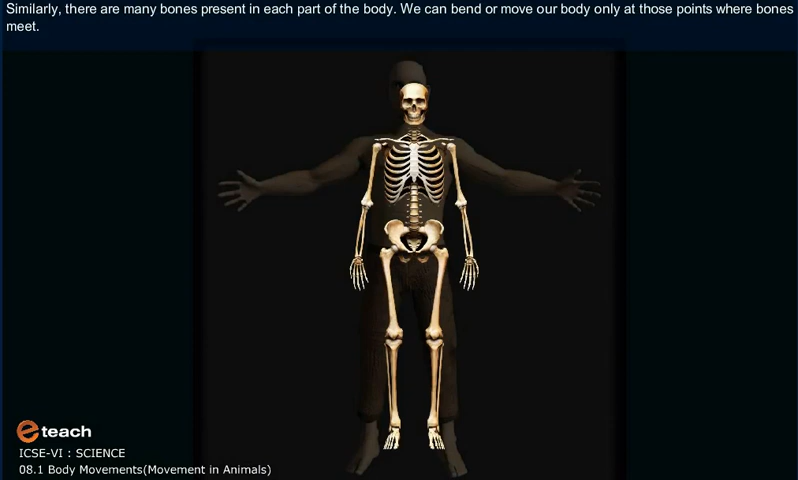 Similarly, there are many bones present in each part of the body. We can bend or move our body only at those points where bones
meet.
e teach
ICSE-VI : SCIENCE
08.1 Body Movements(Movement in Animals)